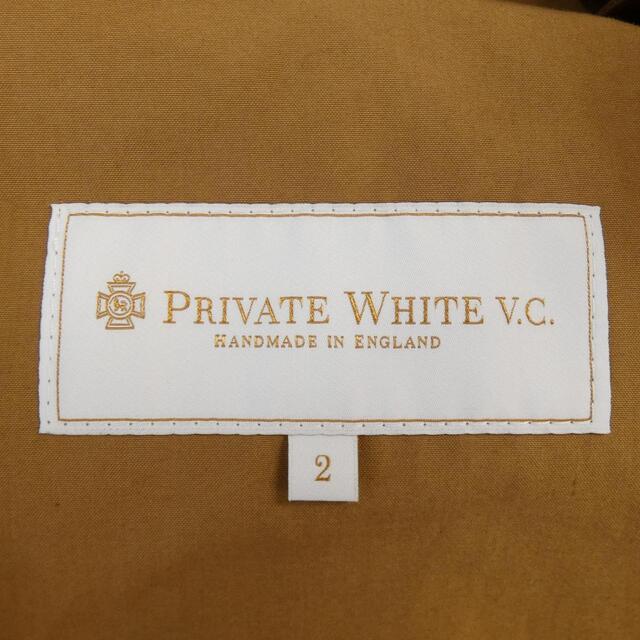 PRIVATE WHITE V.C.
HANDMADE IN ENGLAND
2